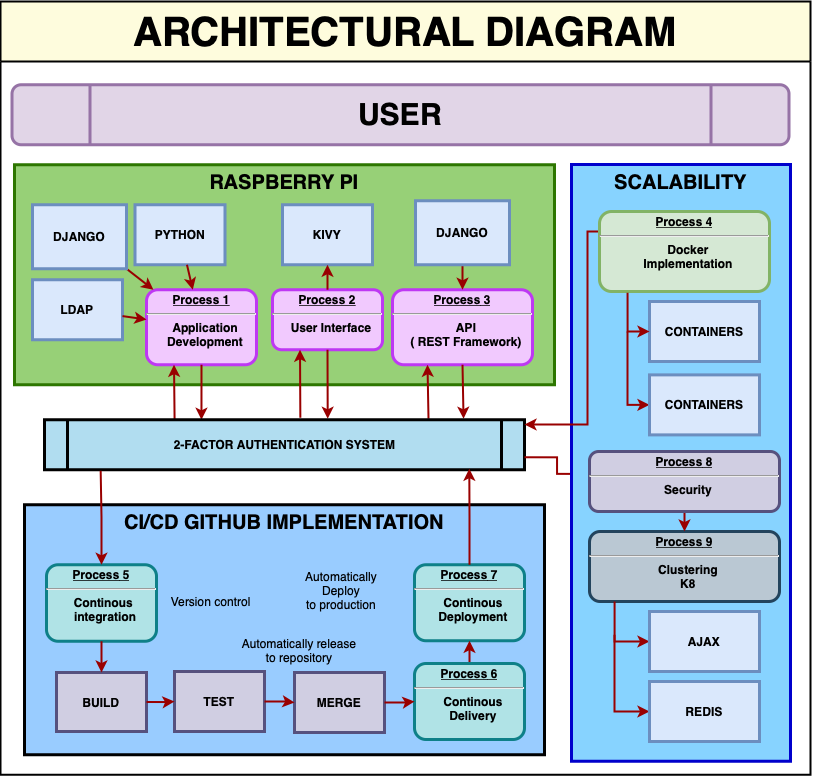 ARCHITECTURAL DIAGRAM
USER
RASPBERRY PI
DJANGO
PYTHON
KIVY
DJANGO
LDAP
Process 1
Application
Development
Process 2
User Interface
Process 3
API
( REST Framework)
2-FACTOR AUTHENTICATION SYSTEM
SCALABILITY
Process 4
Docker
Implementation
CONTAINERS
CONTAINERS
Process 8
Security
Process 9
Clustering
K8
AJAX
REDIS
CI/CD GITHUB IMPLEMENTATION
Process 5
Continous
integration
Version control
Automatically
Deploy
to production
Process 7
Continous
Deployment
Automatically release
to repository
BUILD
TEST
MERGE
Process 6
Continous
Delivery